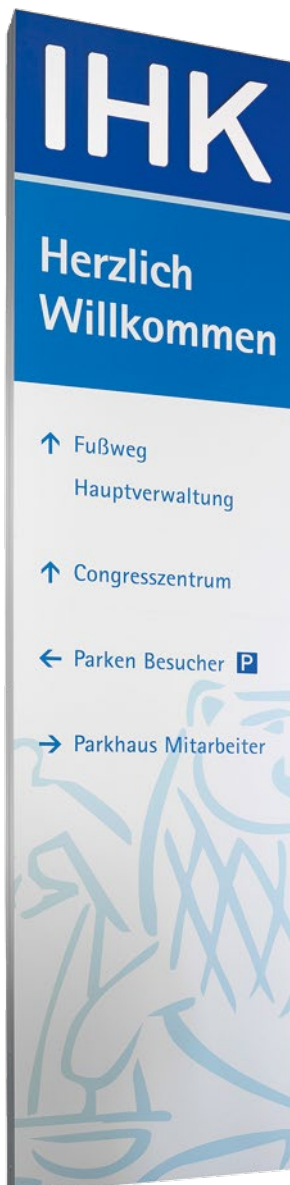 IHK
Herzlich
Willkommen
↑ Fußweg
Hauptverwaltung
↑ Congresszentrum
← Parken Besucher P
→ Parkhaus Mitarbeiter